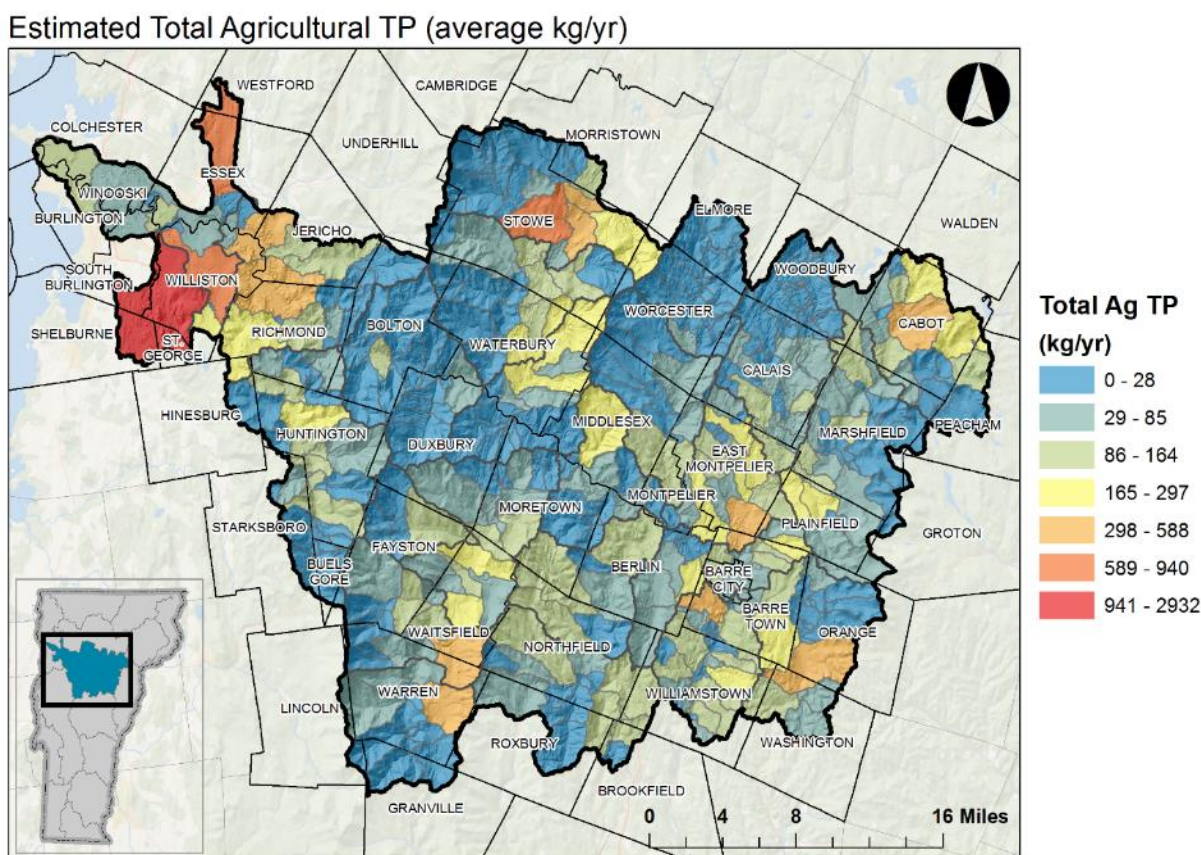 Estimated Total Agricultural TP (average kg/yr)
WESTFORD
CAMBRIDGE
COLCHESTER
UNDERHILL
MORRISTOWN
ESSEX
WINOOSKI
BURLINGTON
STOWE
ELMORE
WALDEN
JERICHO
SOUTH
BURLINGTON
WILLISTON
WOODBURY
SHELBURNE
RICHMOND
BOLTON
WORCESTER
CABOT
ST.
GEORGE
WATERBURY
CALAIS
HINESBURG
HUNTINGTON
DUXBURY
MIDDLESEX
MARSHFIELD
PEACHAM
EAST
MONTPELIER
MONTPELIER
MORETOWN
STARKSBORO
PLAINFIELD
GROTON
FAYSTON
BUELS
GORE
BERLIN
BARRE
CITY
BARRE
TOWN
ORANGE
WAITSFIELD
NORTHFIELD
WARREN
WILLIAMSTOWN
LINCOLN
ROXBURY
WASHINGTON
BROOKFIELD
GRANVILLE
0 4 8 16 Miles
Total Ag TP
(kg/yr)
0 - 28
29 - 85
86 - 164
165 - 297
298 - 588
589 - 940
941 - 2932